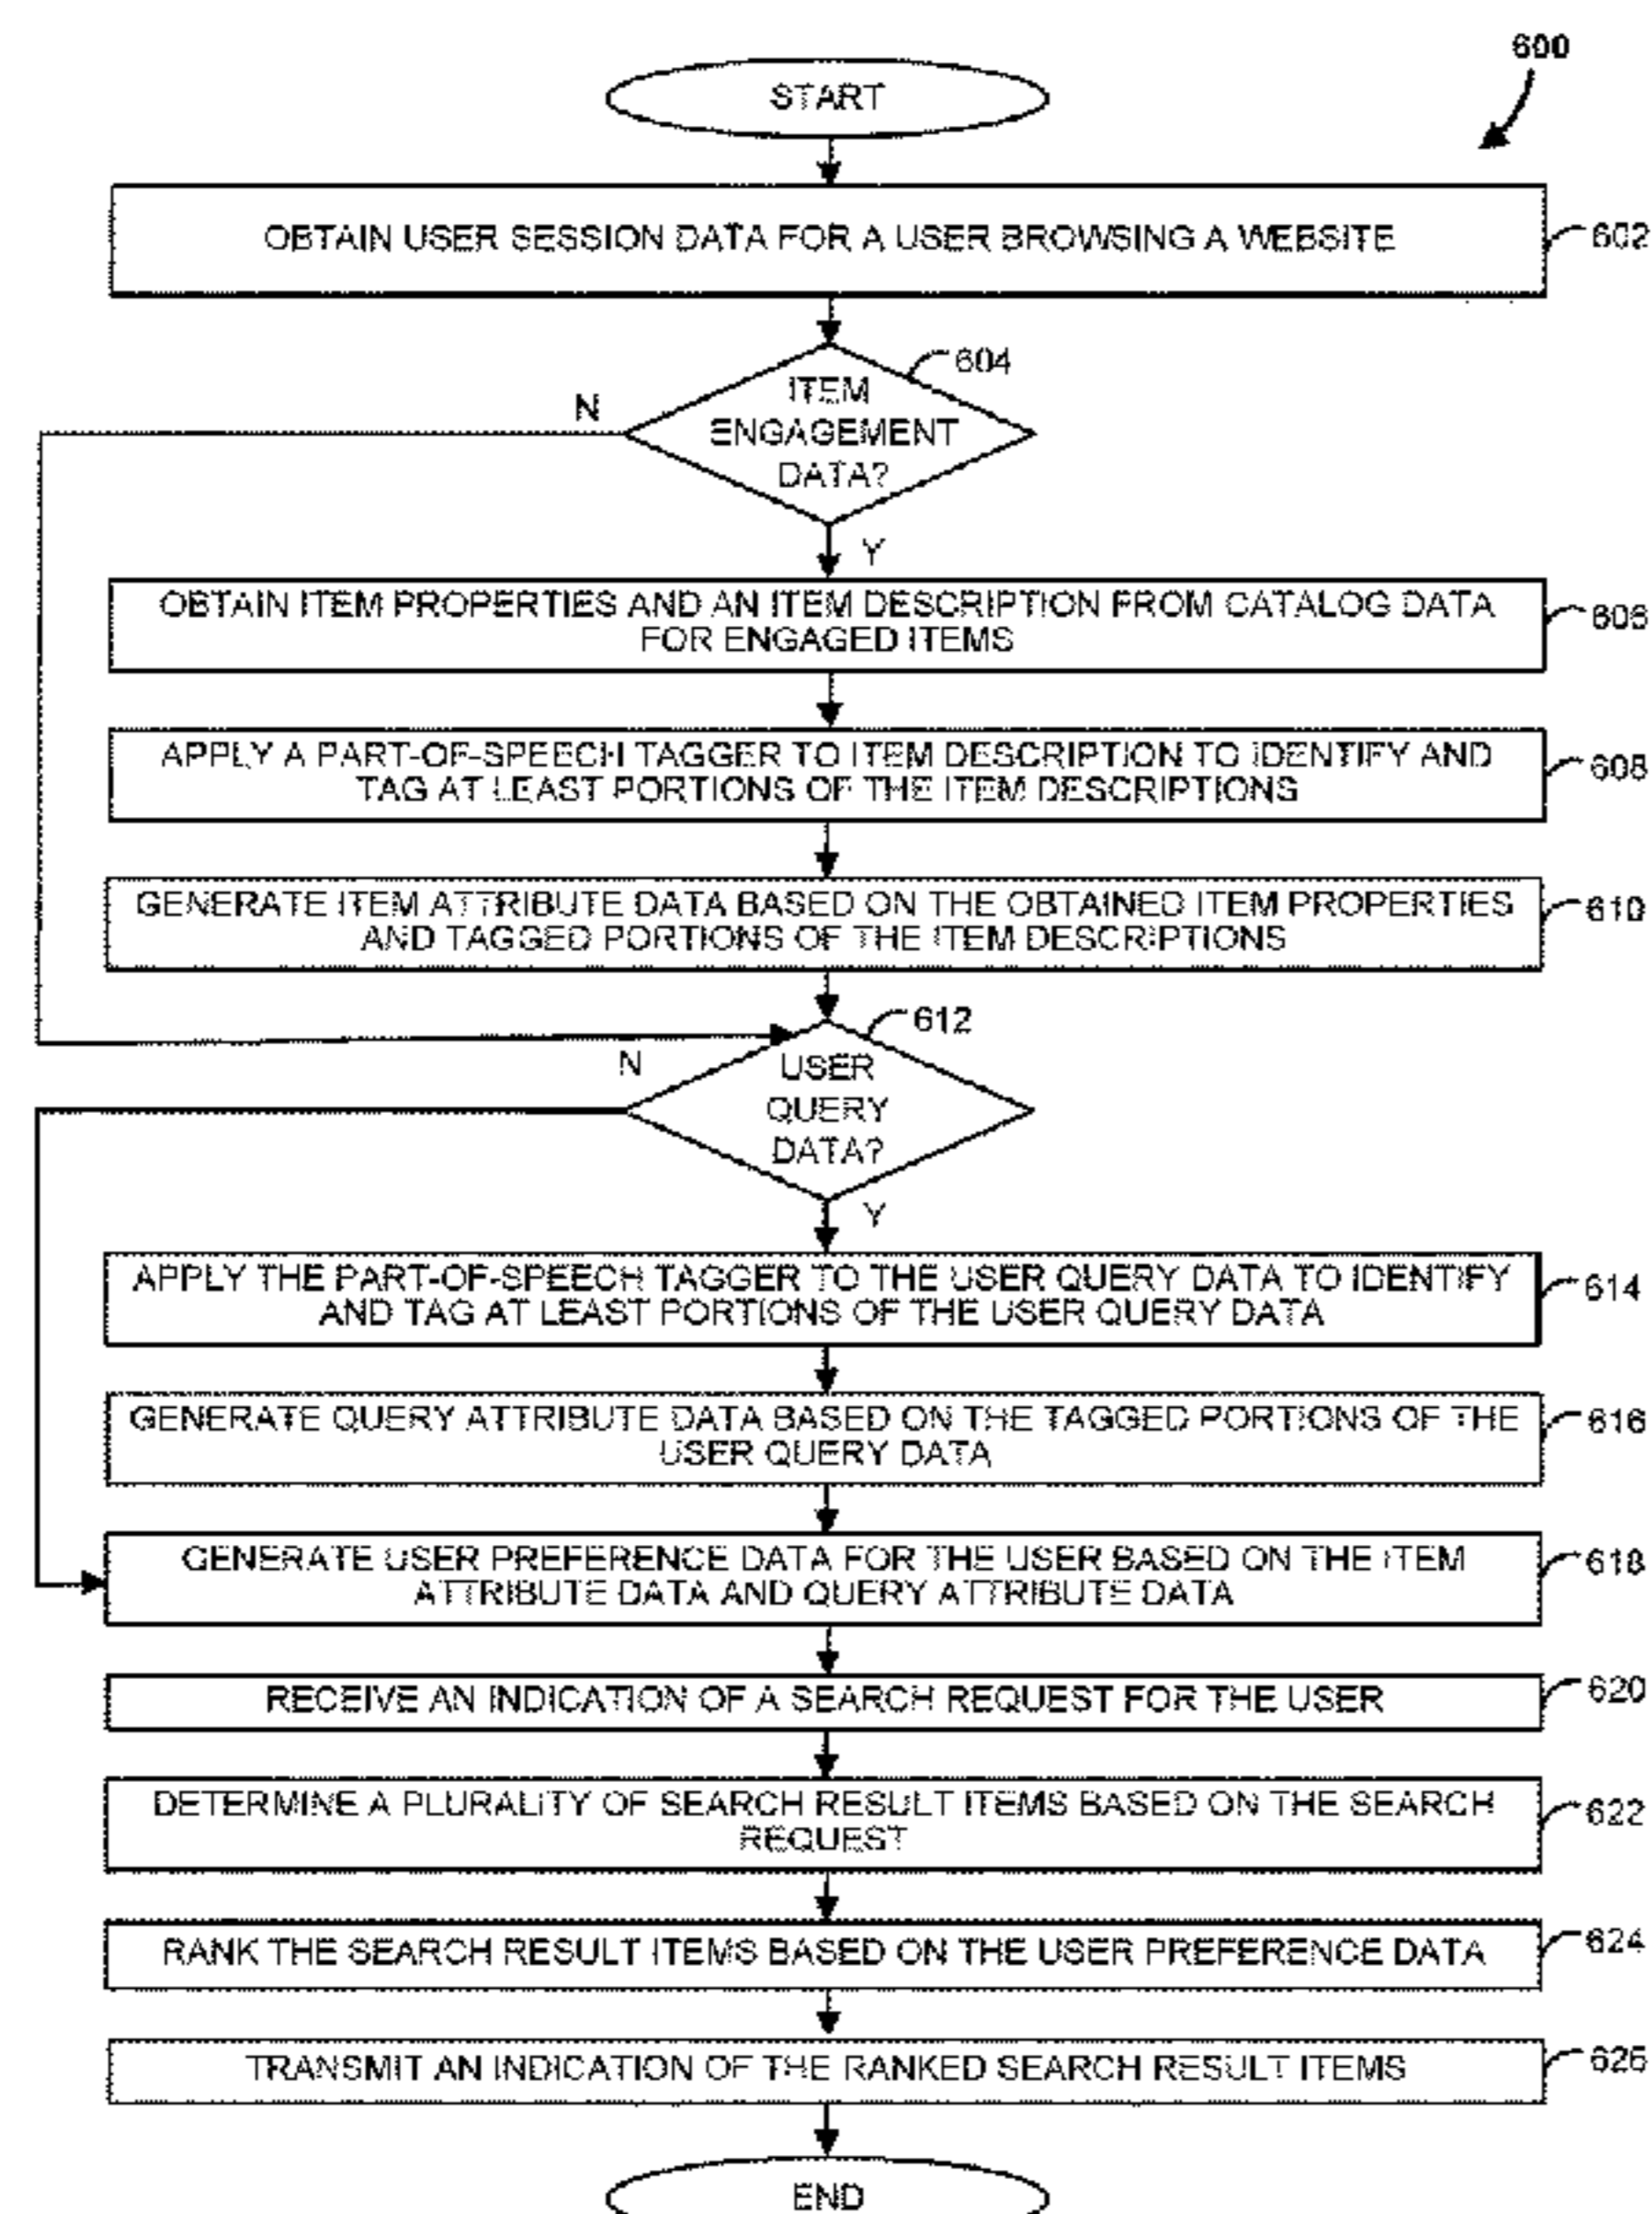 600
START
OBTAIN USER SESSION DATA FOR A USER BROWSING A WEBSITE
602
604
ITEM
ENGAGEMENT
DATA?
N
Y
OBTAIN ITEM PROPERTIES AND AN ITEM DESCRIPTION FROM CATALOG DATA
FOR ENGAGED ITEMS
606
APPLY A PART-OF-SPEECH TAGGER TO ITEM DESCRIPTION TO IDENTIFY AND
TAG AT LEAST PORTIONS OF THE ITEM DESCRIPTIONS
608
GENERATE ITEM ATTRIBUTE DATA BASED ON THE OBTAINED ITEM PROPERTIES
AND TAGGED PORTIONS OF THE ITEM DESCRIPTIONS
610
612
N
USER
QUERY
DATA?
Y
APPLY THE PART-OF-SPEECH TAGGER TO THE USER QUERY DATA TO IDENTIFY
AND TAG AT LEAST PORTIONS OF THE USER QUERY DATA
614
GENERATE QUERY ATTRIBUTE DATA BASED ON THE TAGGED PORTIONS OF THE
USER QUERY DATA
616
GENERATE USER PREFERENCE DATA FOR THE USER BASED ON THE ITEM
ATTRIBUTE DATA AND QUERY ATTRIBUTE DATA
618
RECEIVE AN INDICATION OF A SEARCH REQUEST FOR THE USER
620
DETERMINE A PLURALITY OF SEARCH RESULT ITEMS BASED ON THE SEARCH
REQUEST
622
RANK THE SEARCH RESULT ITEMS BASED ON THE USER PREFERENCE DATA
624
TRANSMIT AN INDICATION OF THE RANKED SEARCH RESULT ITEMS
626
END